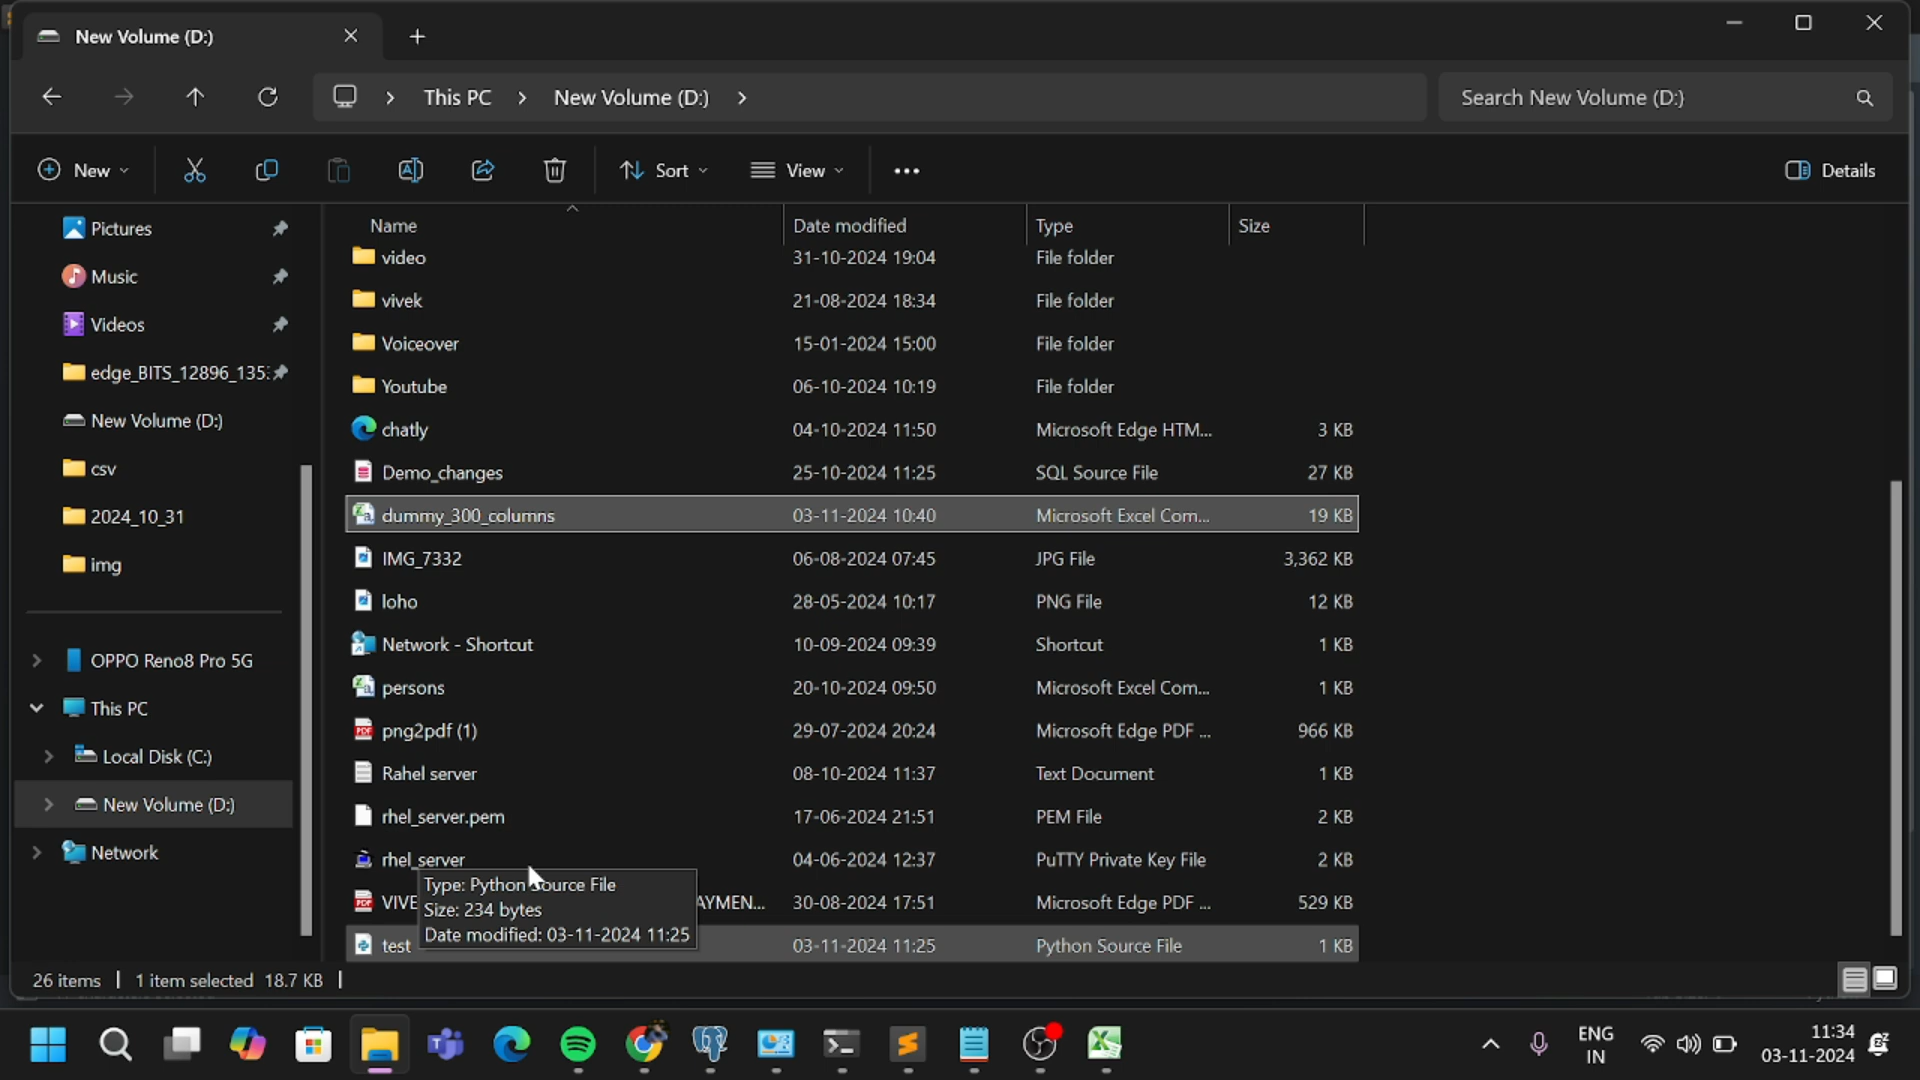 New Volume (D:)
This PC
New Volume (D:)
Search New Volume (D:)
New
Sort
View
Details
Pictures
Music
Videos
edge_BITS_12896_135:
New Volume (D:)
csv
2024_10_31
img
OPPO Reno8 Pro 5G
This PC
Local Disk (C:)
New Volume (D:)
Network
Name Date modified Type Size
video 31-10-2024 19:04 File folder
vivek 21-08-2024 18:34 File folder
Voiceover 15-01-2024 15:00 File folder
Youtube 06-10-2024 10:19 File folder
chatly 04-10-2024 11:50 Microsoft Edge HTM... 3 KB
Demo_changes 25-10-2024 11:25 SQL Source File 27 KB
dummy_300_columns 03-11-2024 10:40 Microsoft Excel Com... 19 KB
IMG_7332 06-08-2024 07:45 JPG File 3,362 KB
loho 28-05-2024 10:17 PNG File 12 KB
Network - Shortcut 10-09-2024 09:39 Shortcut 1 KB
persons 20-10-2024 09:50 Microsoft Excel Com... 1 KB
png2pdf (1) 29-07-2024 20:24 Microsoft Edge PDF ... 966 KB
Rahel server 08-10-2024 11:37 Text Document 1 KB
rhel_server.pem 17-06-2024 21:51 PEM File 2 KB
rhel_server 04-06-2024 12:37 PuTTY Private Key File 2 KB
VIVE AYMEN... 30-08-2024 17:51 Microsoft Edge PDF ... 529 KB
test 03-11-2024 11:25 Python Source File 1 KB
Type: Python Source File
Size: 234 bytes
Date modified: 03-11-2024 11:25
26 items 1 item selected 18.7 KB
ENG
IN
11:34
03-11-2024